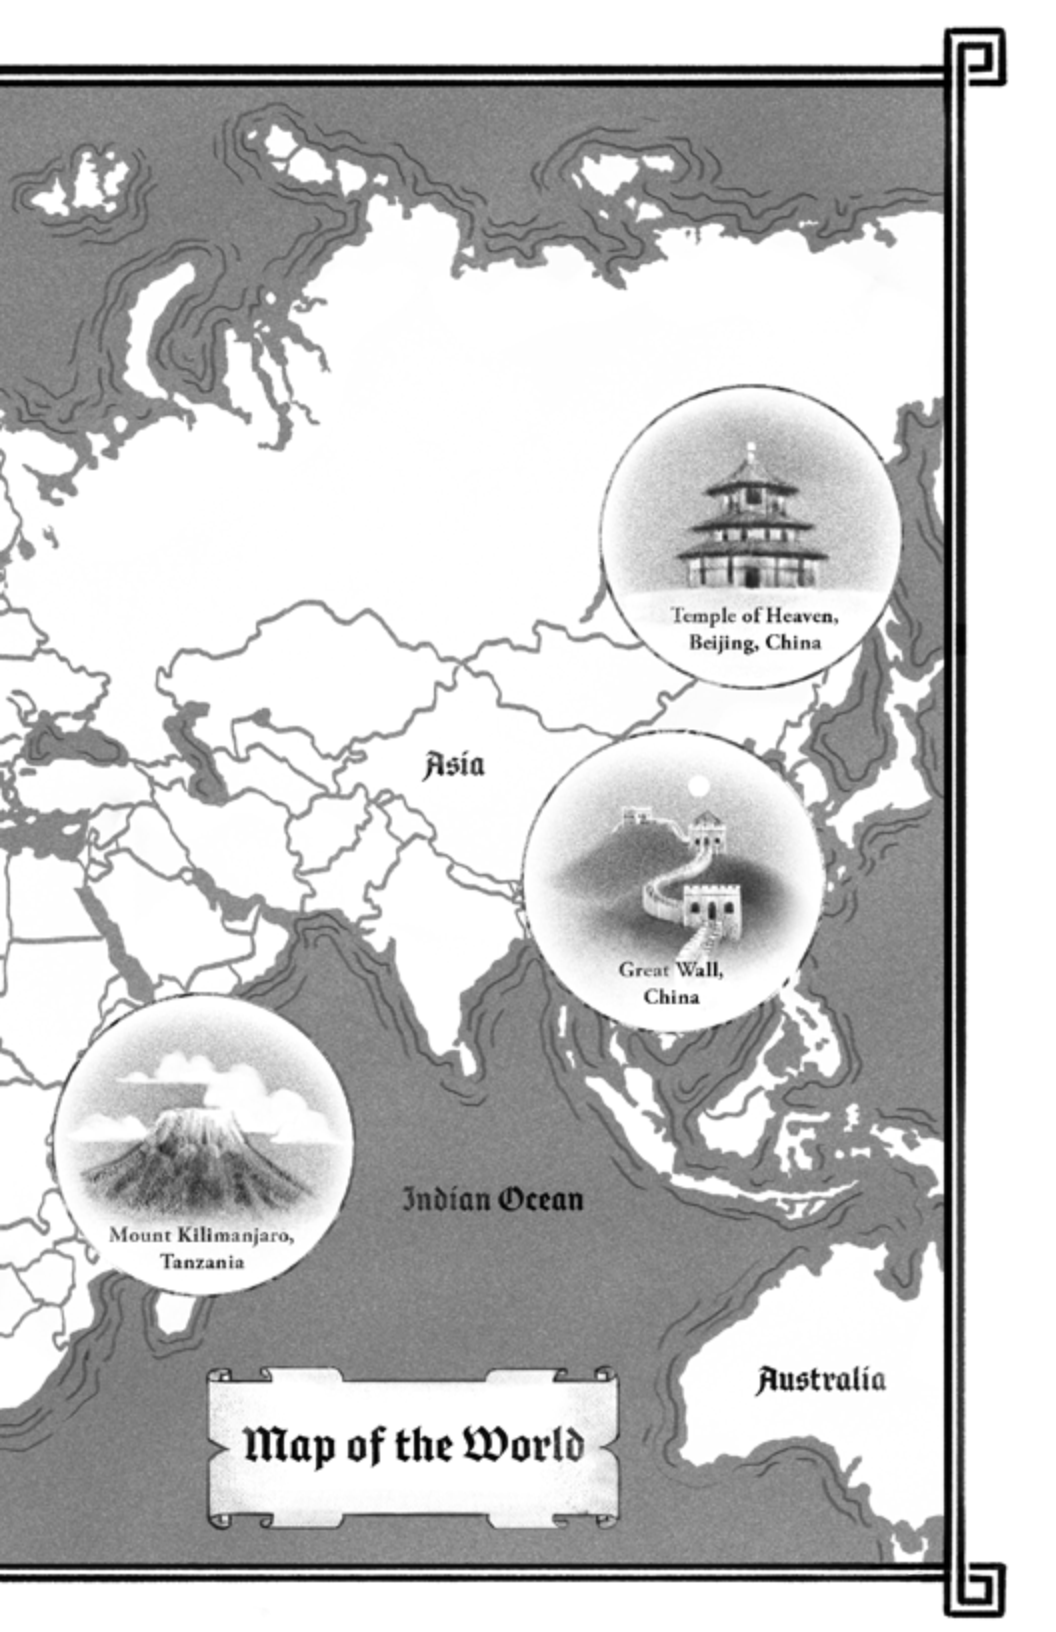 Temple of Heaven,
Beijing, China
Asia
Great Wall,
China
Mount Kilimanjaro,
Tanzania
Indian Ocean
Australia
Map of the World